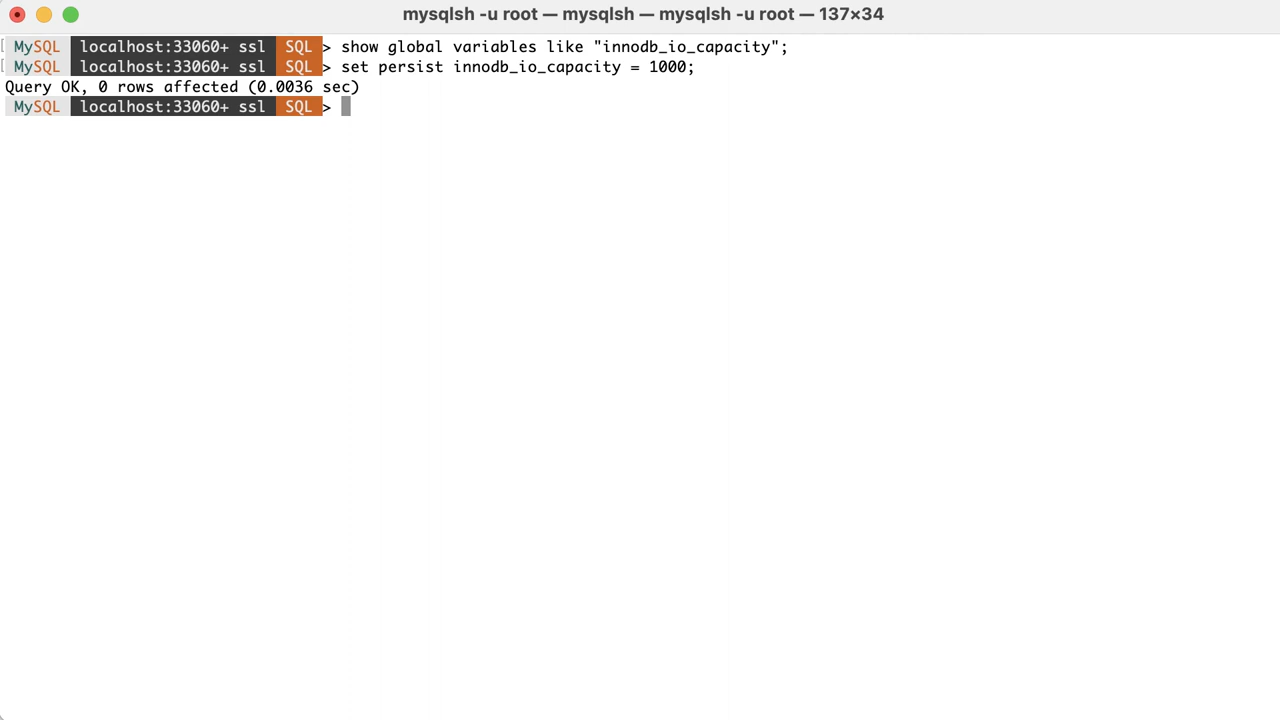 mysqlsh -u root — mysqlsh — mysqlsh -u root — 137×34
MySQL localhost:33060+ ssl SQL > show global variables like "innodb_io_capacity";
MySQL localhost:33060+ ssl SQL > set persist innodb_io_capacity = 1000;
Query OK, 0 rows affected (0.0036 sec)
MySQL localhost:33060+ ssl SQL >